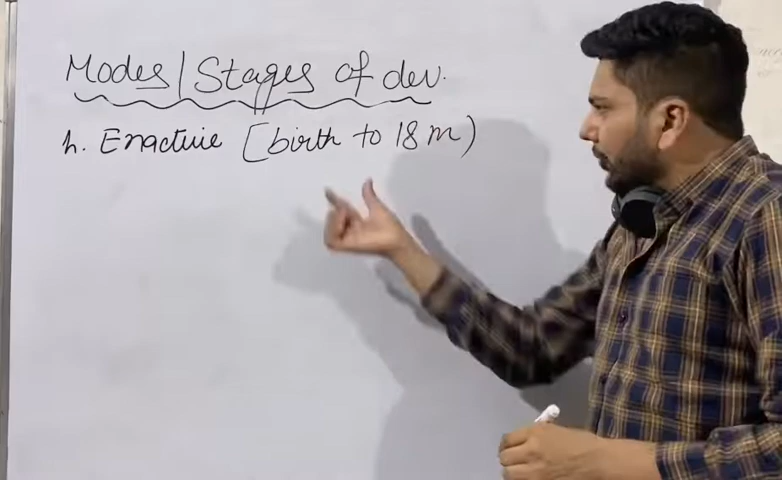 Modes/Stages of dev.
1. Enactive [birth to 18 m)